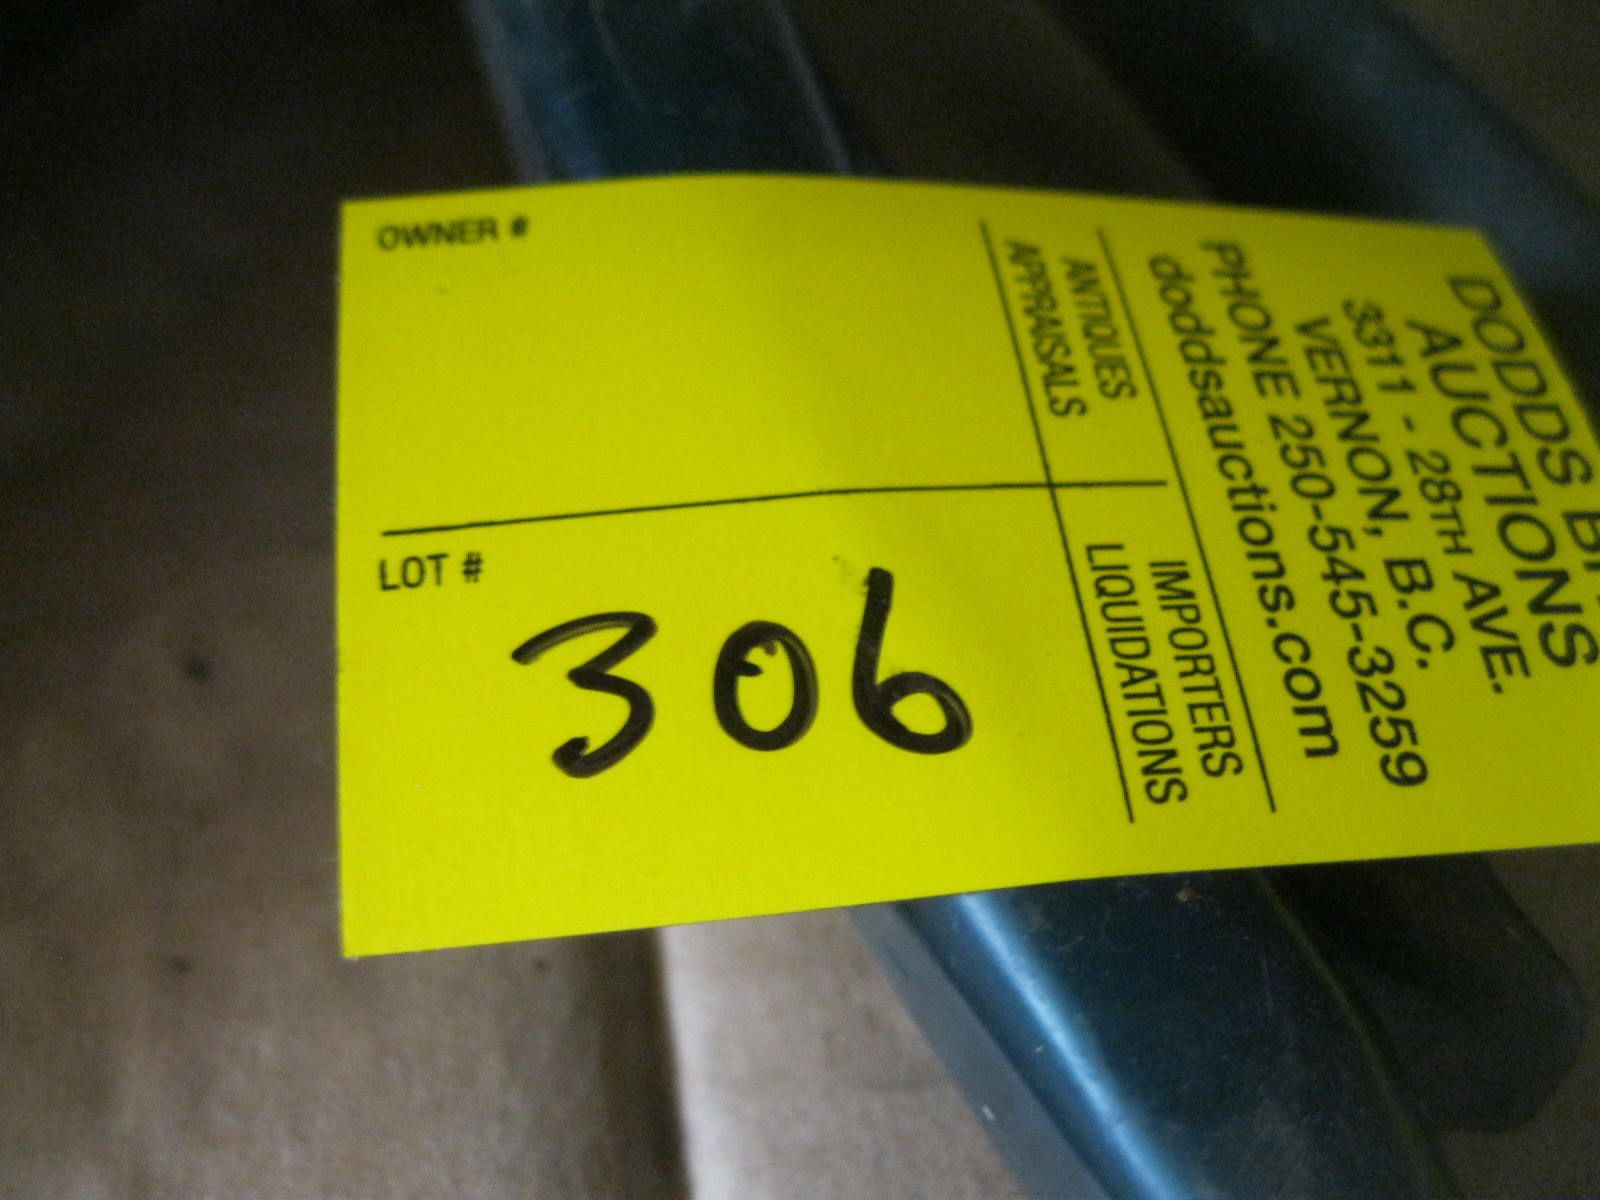 OWNER #
LOT #
306
DODDS
AUCTIONS
3311 - 28TH AVE.
VERNON, B.C.
PHONE 250-545-3259
doddsauctions.com
ANTIQUES
APPRAISALS
IMPORTERS
LIQUIDATIONS